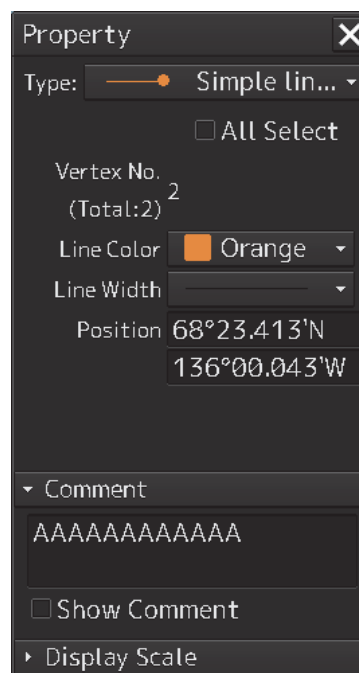 Property
Type: Simple lin...
All Select
Vertex No.
(Total:2) 2
Line Color Orange
Line Width
Position 68°23.413'N
136°00.043'W
Comment
AAAAAAAAAAAA
Show Comment
Display Scale